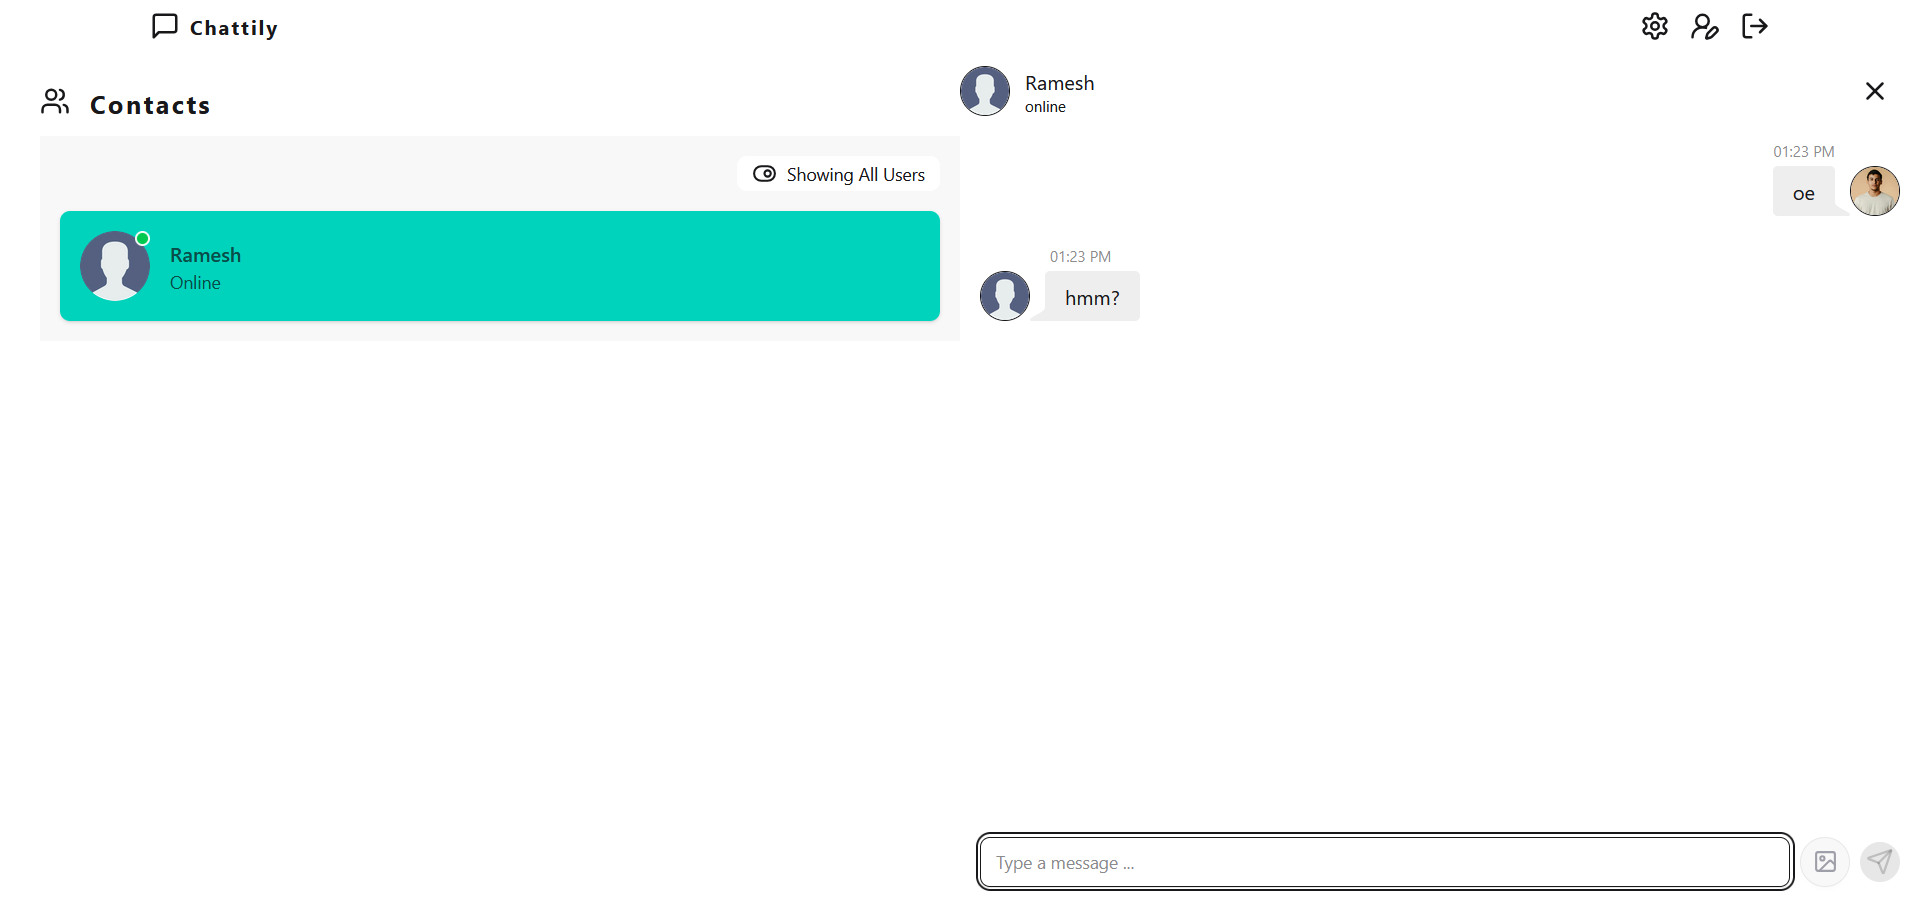 Chattily
Contacts
Showing All Users
Ramesh
Online
Ramesh
online
01:23 PM
oe
01:23 PM
hmm?
Type a message ...